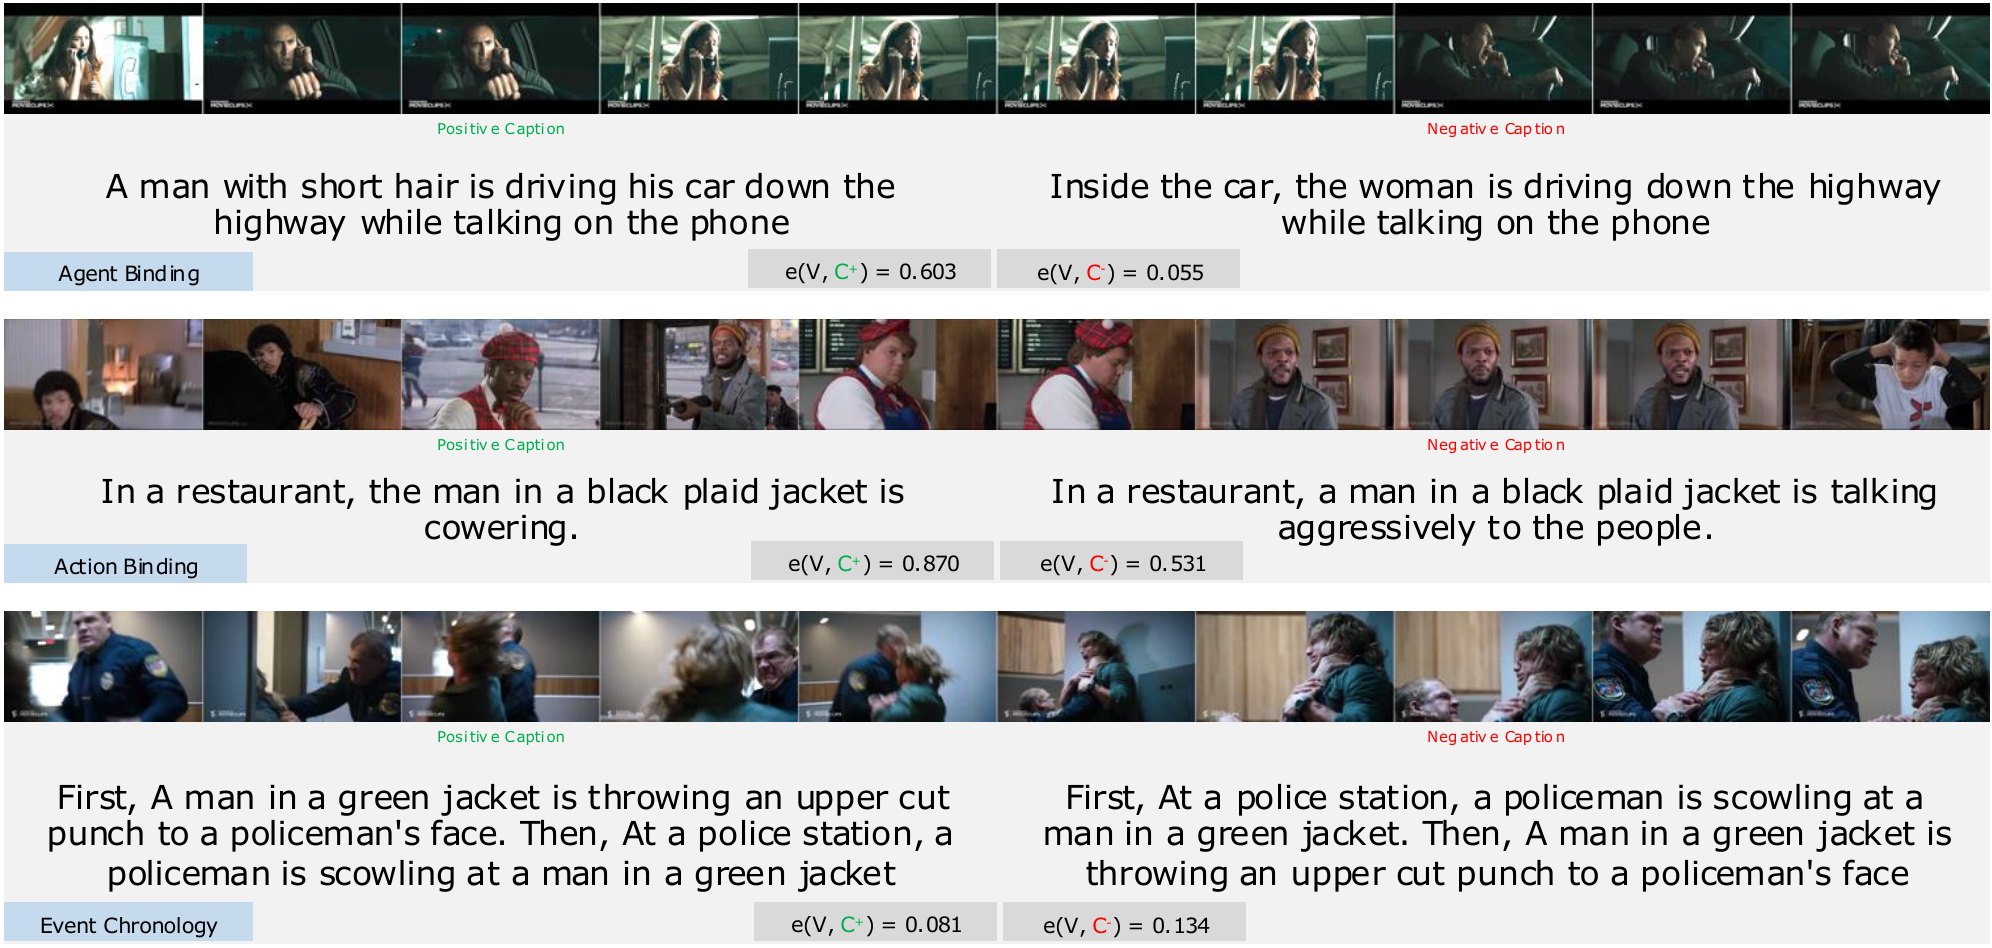 MOVIECLIPS
Positive Caption
Negative Caption
A man with short hair is driving his car down the
highway while talking on the phone
Inside the car, the woman is driving down the highway
while talking on the phone
Agent Binding
e(V, C⁺) = 0.603
e(V, C⁻) = 0.055
Positive Caption
Negative Caption
In a restaurant, the man in a black plaid jacket is
cowering.
In a restaurant, a man in a black plaid jacket is talking
aggressively to the people.
Action Binding
e(V, C⁺) = 0.870
e(V, C⁻) = 0.531
Positive Caption
Negative Caption
First, A man in a green jacket is throwing an upper cut
punch to a policeman's face. Then, At a police station, a
policeman is scowling at a man in a green jacket
First, At a police station, a policeman is scowling at a
man in a green jacket. Then, A man in a green jacket is
throwing an upper cut punch to a policeman's face
Event Chronology
e(V, C⁺) = 0.081
e(V, C⁻) = 0.134